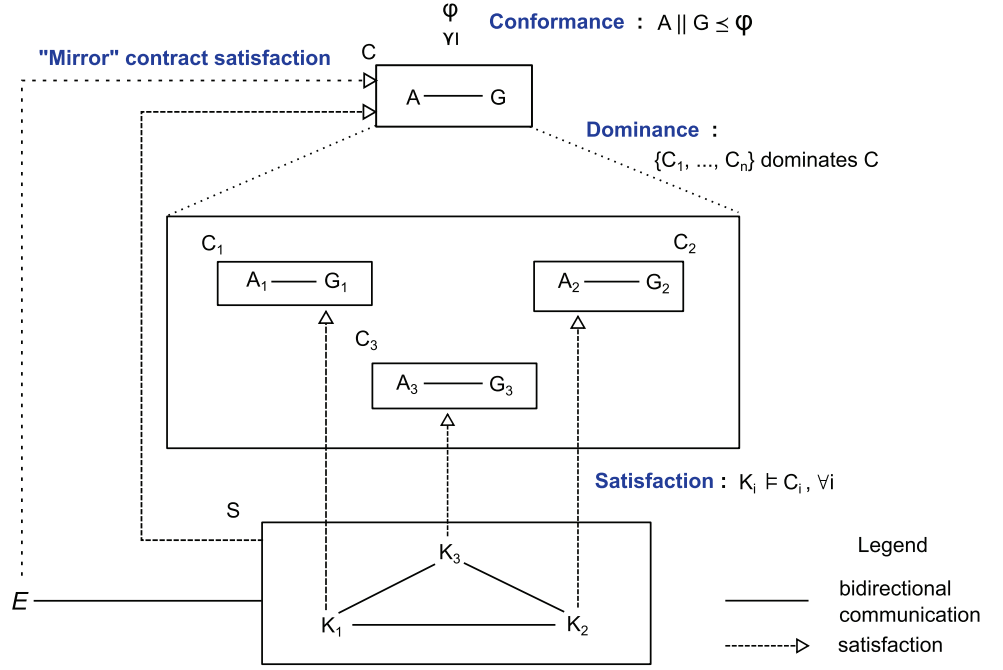 φ
Conformance : A || G ⪯ φ
⋎I
"Mirror" contract satisfaction
C
A
G
Dominance :
{C₁, ..., Cₙ} dominates C
C₁
C₂
A₁
G₁
A₂
G₂
C₃
A₃
G₃
Satisfaction : Kᵢ ⊨ Cᵢ , ∀i
S
Legend
K₃
bidirectional
communication
E
K₁
K₂
satisfaction